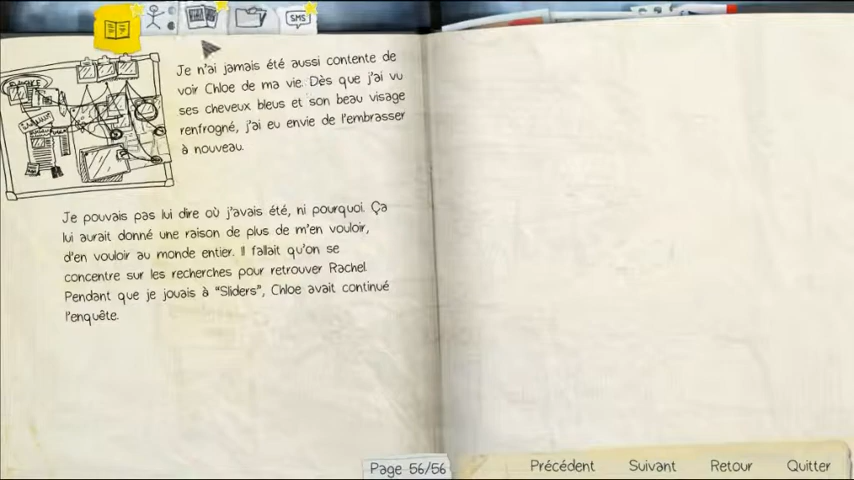 SMS
Je n'ai jamais été aussi contente de
voir Chloe de ma vie. Dès que j'ai vu
ses cheveux bleus et son beau visage
renfrogné, j'ai eu envie de l'embrasser
à nouveau.
Je pouvais pas lui dire où j'avais été, ni pourquoi. Ça
lui aurait donné une raison de plus de m'en vouloir,
d'en vouloir au monde entier. Il fallait qu'on se
concentre sur les recherches pour retrouver Rachel.
Pendant que je jouais à "Sliders", Chloe avait continué
l'enquête.
Page 56/56
Précédent Suivant Retour Quitter